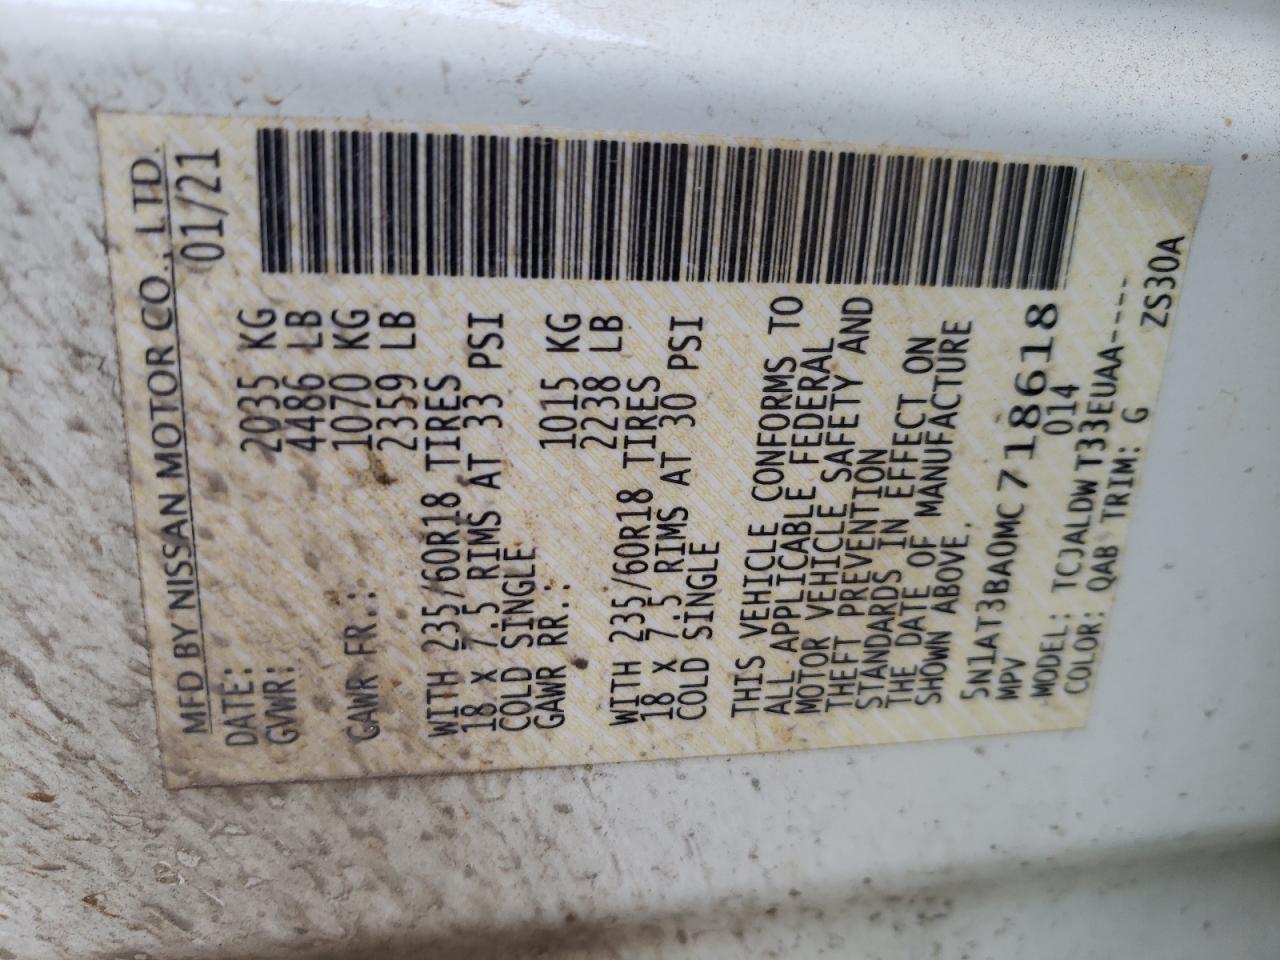 MFD BY NISSAN MOTOR CO., LTD.
DATE: 01/21
GVWR: 2035 KG
4486 LB
GAWR FR.: 1070 KG
2359 LB
WITH 235/60R18 TIRES
18 X 7.5 RIMS AT 33 PSI
COLD SINGLE
GAWR RR.: 1015 KG
2238 LB
WITH 235/60R18 TIRES
18 X 7.5 RIMS AT 30 PSI
COLD SINGLE
THIS VEHICLE CONFORMS TO
ALL APPLICABLE FEDERAL
MOTOR VEHICLE SAFETY AND
THEFT PREVENTION
STANDARDS IN EFFECT ON
THE DATE OF MANUFACTURE
SHOWN ABOVE.
5N1AT3BA0MC718618
MPV 014
MODEL: TCJALDWT33EUAA----
COLOR: QAB TRIM: G ZS30A